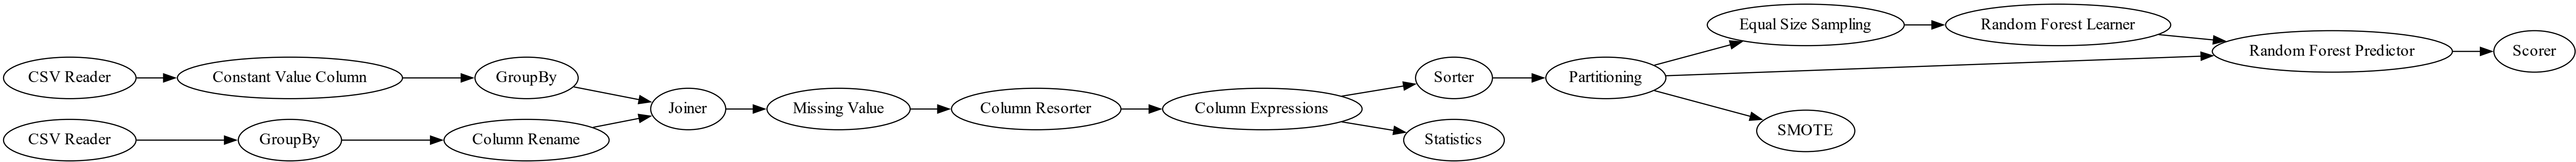 CSV Reader
Constant Value Column
GroupBy
CSV Reader
GroupBy
Column Rename
Joiner
Missing Value
Column Resorter
Column Expressions
Sorter
Statistics
Partitioning
Equal Size Sampling
SMOTE
Random Forest Learner
Random Forest Predictor
Scorer